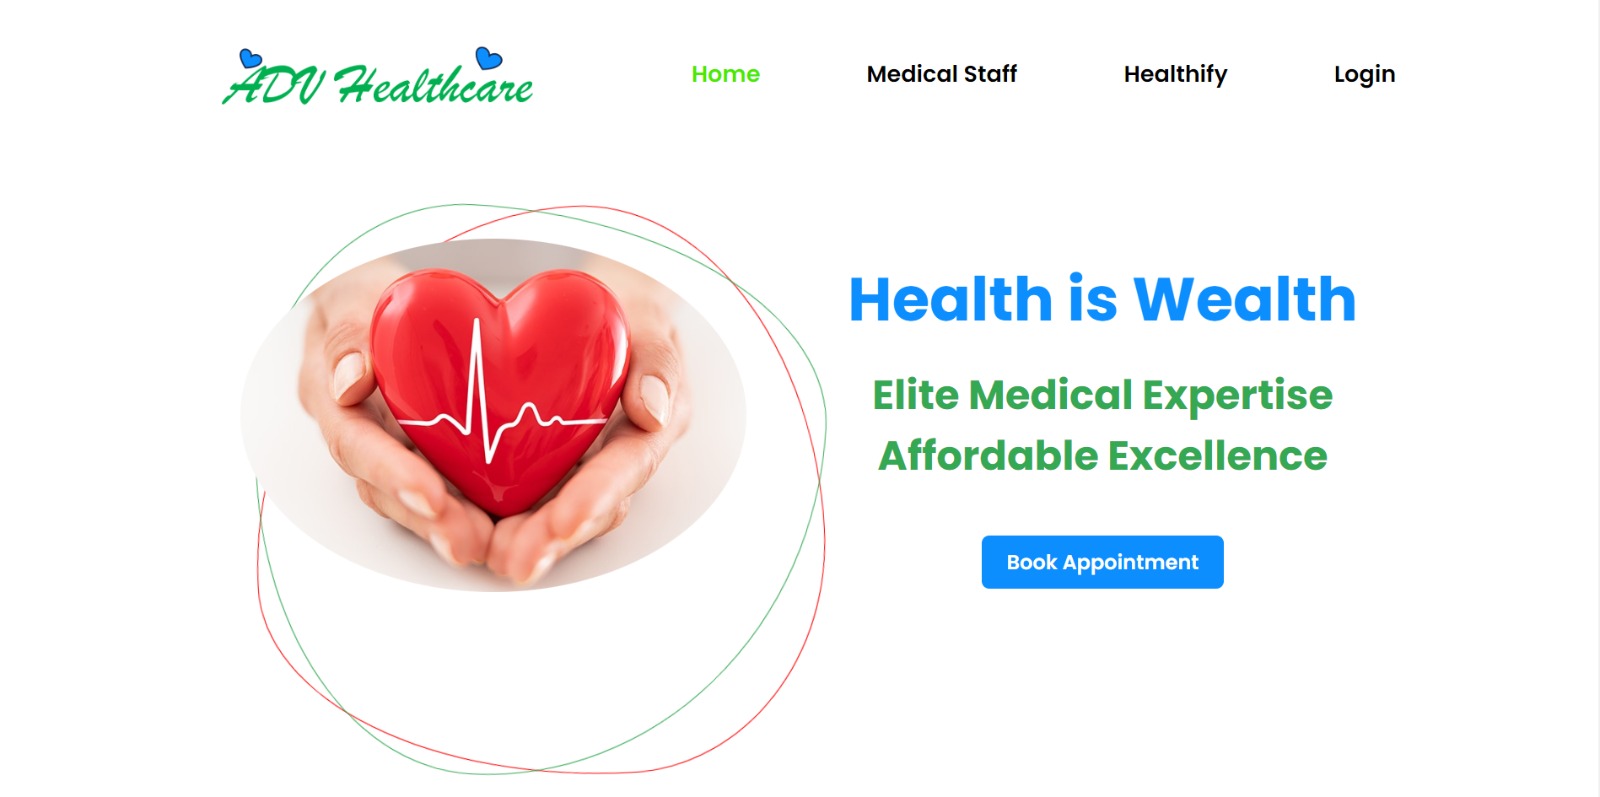 ADV Healthcare
Home Medical Staff Healthify Login
Health is Wealth
Elite Medical Expertise
Affordable Excellence
Book Appointment